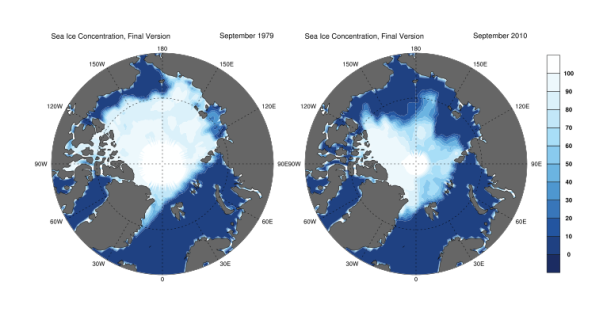 Sea Ice Concentration, Final Version September 1979
180
150W 150E
120W 120E
90W 90E
60W 60E
30W 30E
0
Sea Ice Concentration, Final Version September 2010
180
150W 150E
120W 120E
90W 90E
60W 60E
30W 30E
0
100
90
80
70
60
50
40
30
20
10
0